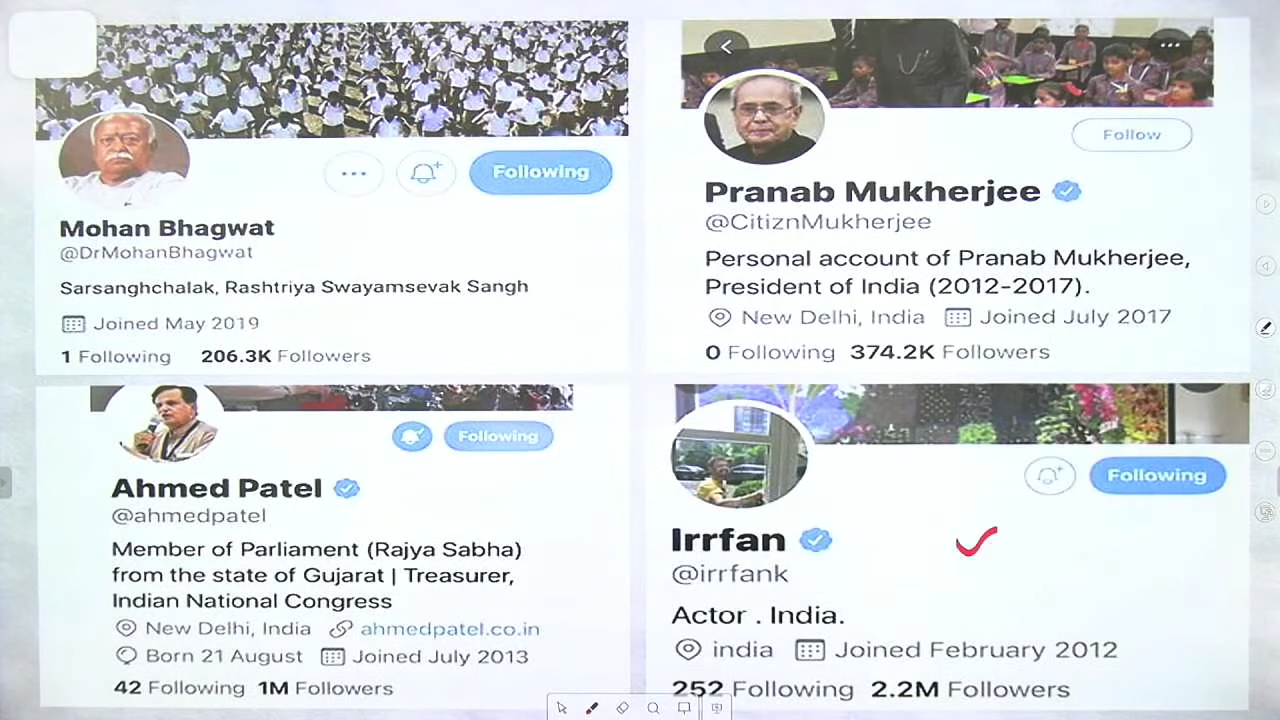 Following
Mohan Bhagwat
@DrMohanBhagwat
Sarsanghchalak, Rashtriya Swayamsevak Sangh
Joined May 2019
1 Following 206.3K Followers
Follow
Pranab Mukherjee
@CitiznMukherjee
Personal account of Pranab Mukherjee,
President of India (2012-2017).
New Delhi, India Joined July 2017
0 Following 374.2K Followers
Following
Ahmed Patel
@ahmedpatel
Member of Parliament (Rajya Sabha)
from the state of Gujarat | Treasurer,
Indian National Congress
New Delhi, India ahmedpatel.co.in
Born 21 August Joined July 2013
42 Following 1M Followers
Following
Irrfan
@irrfank
Actor . India.
india Joined February 2012
252 Following 2.2M Followers